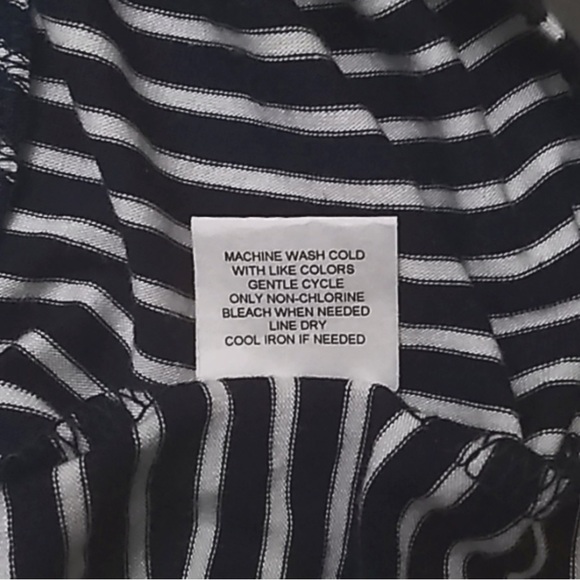 MACHINE WASH COLD
WITH LIKE COLORS
GENTLE CYCLE
ONLY NON-CHLORINE
BLEACH WHEN NEEDED
LINE DRY
COOL IRON IF NEEDED